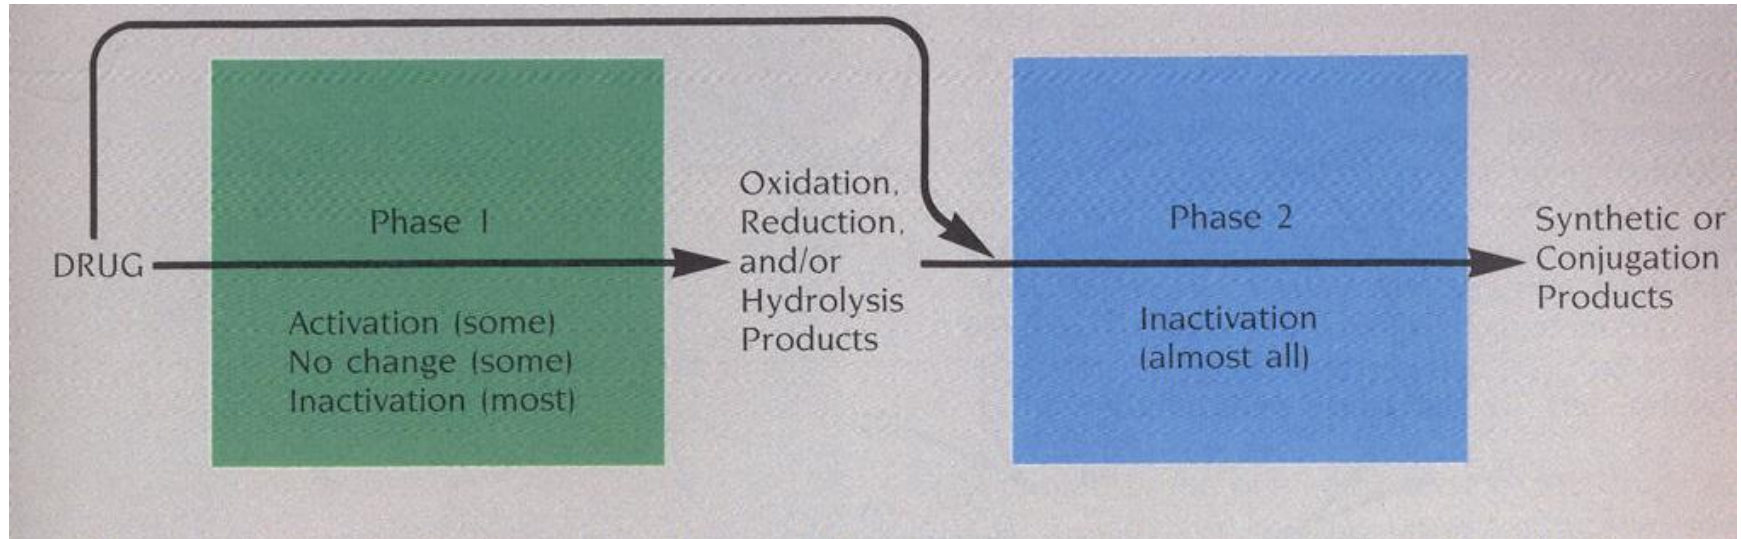 DRUG
Phase 1
Activation (some)
No change (some)
Inactivation (most)
Oxidation,
Reduction,
and/or
Hydrolysis
Products
Phase 2
Inactivation
(almost all)
Synthetic or
Conjugation
Products